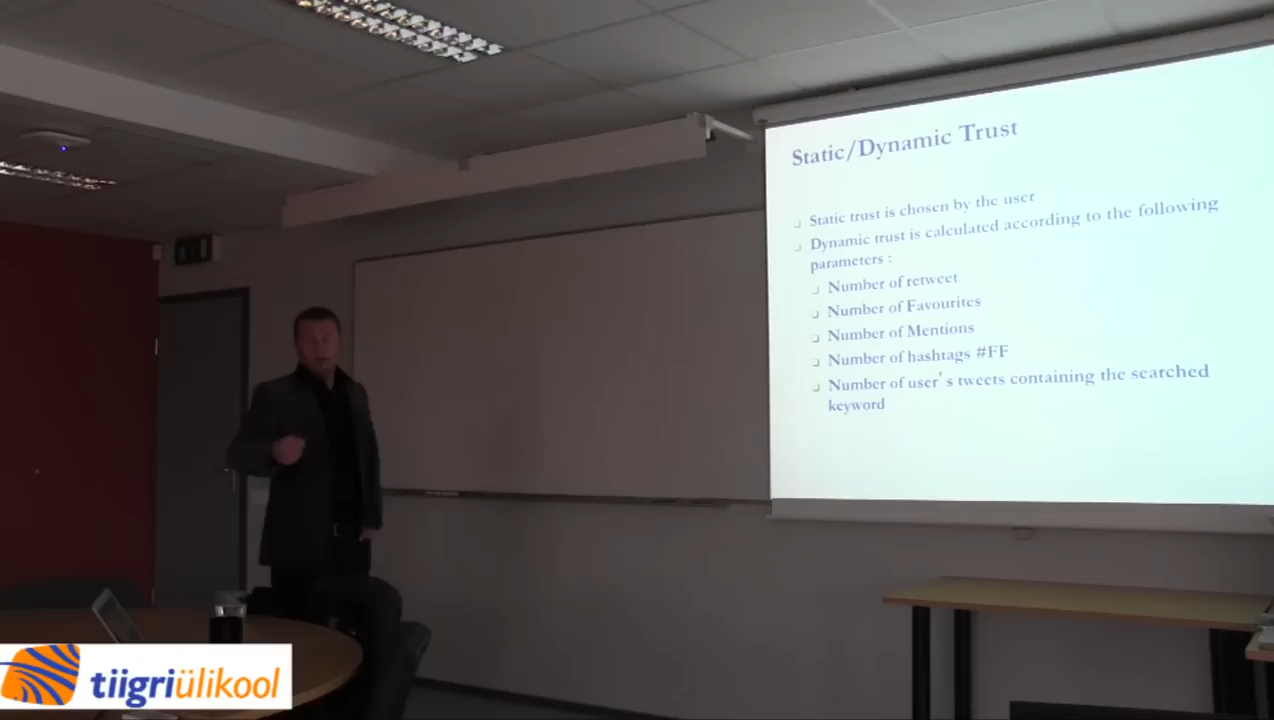 Static/Dynamic Trust
Static trust is chosen by the user
Dynamic trust is calculated according to the following
parameters :
Number of retweet
Number of Favourites
Number of Mentions
Number of hashtags #FF
Number of user's tweets containing the searched
keyword
tiigriülikool